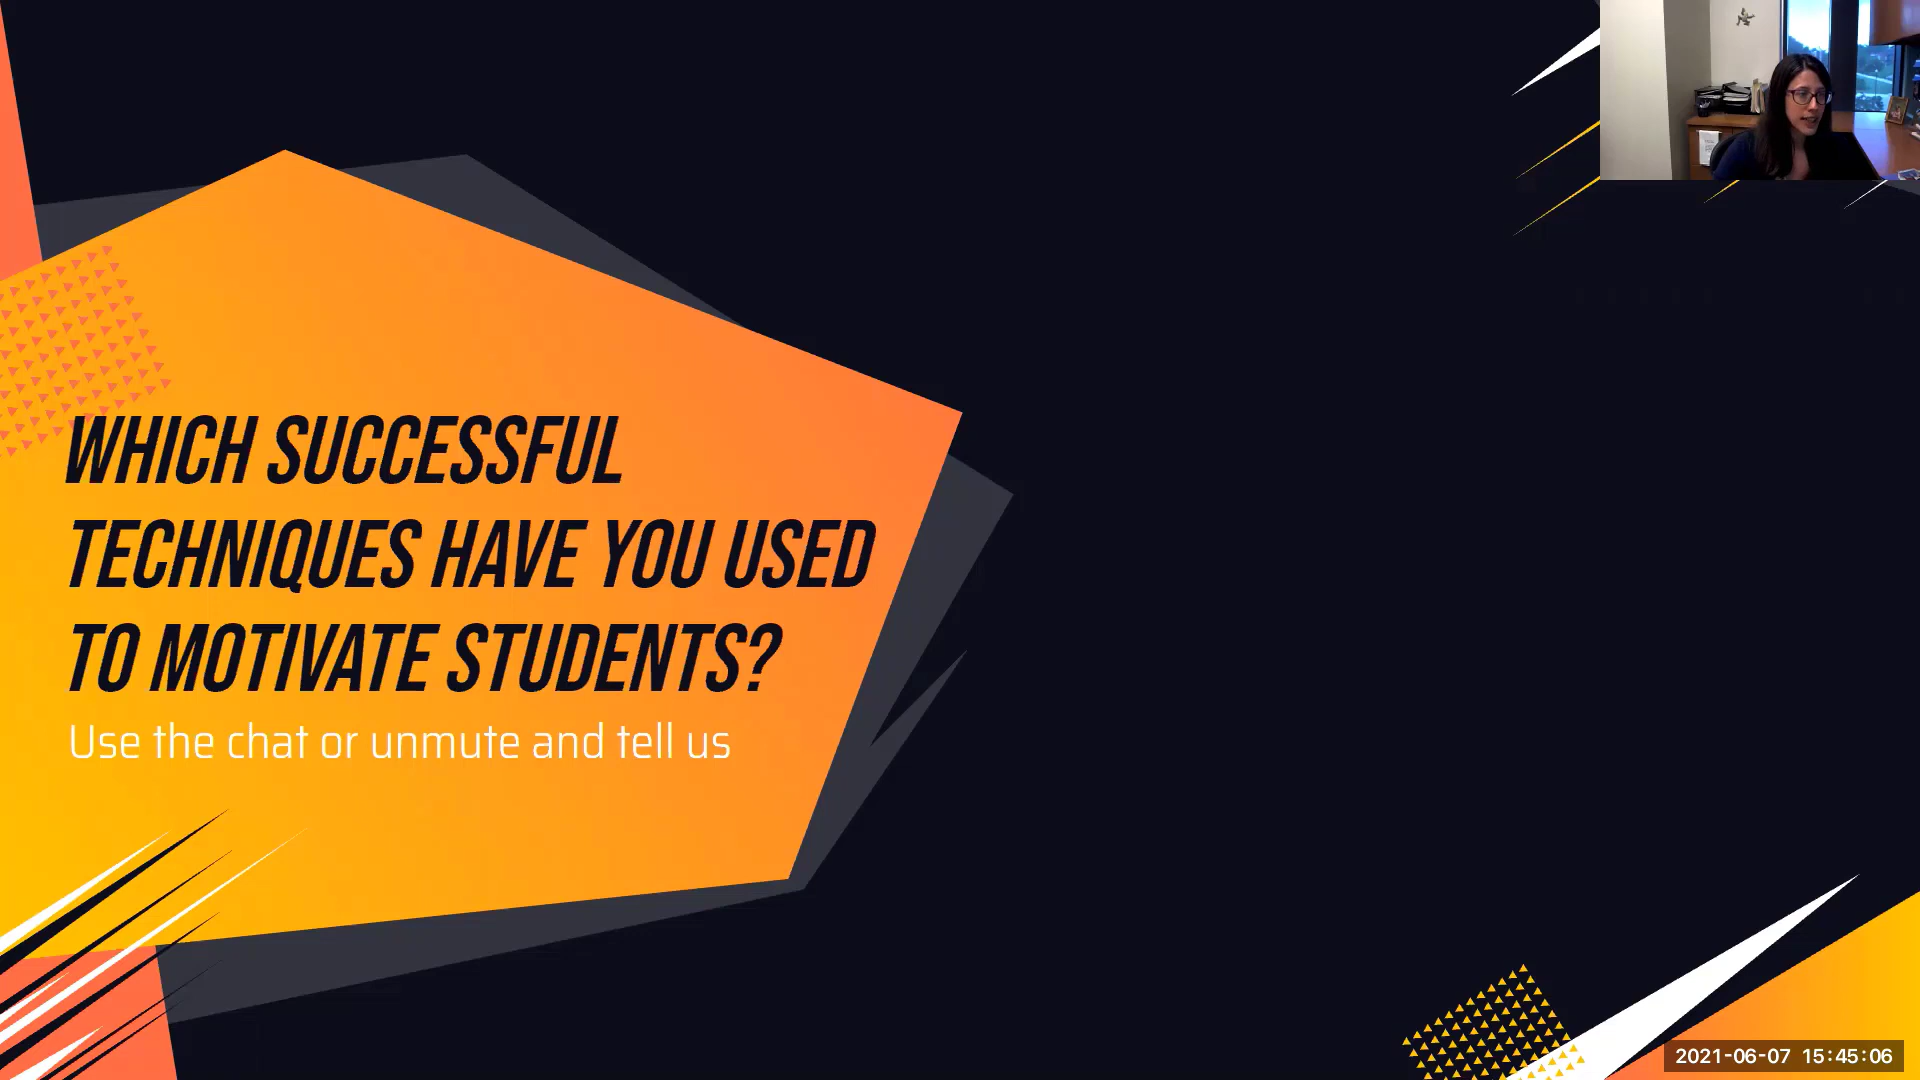 WHICH SUCCESSFUL
TECHNIQUES HAVE YOU USED
TO MOTIVATE STUDENTS?
Use the chat or unmute and tell us
2021-06-07 15:45:06